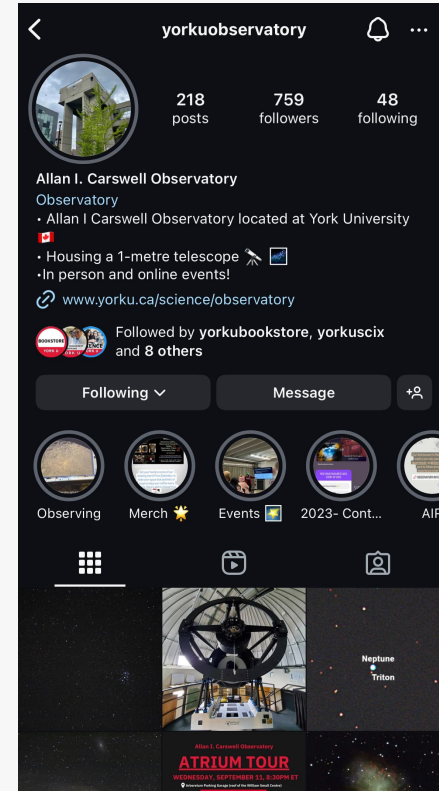 yorkuobservatory
218
posts
759
followers
48
following
Allan I. Carswell Observatory
Observatory
• Allan I Carswell Observatory located at York University
🇨🇦
• Housing a 1-metre telescope 🔭 🌌
•In person and online events!
www.yorku.ca/science/observatory
BOOKSTORE
YORK U
Followed by yorkubookstore, yorkuscix
and 8 others
Following
Message
Observing
Merch 🌟
Events 🌠
2023- Cont...
AIP
Neptune
Triton
Allan I. Carswell Observatory
ATRIUM TOUR
WEDNESDAY, SEPTEMBER 11, 8:30PM ET